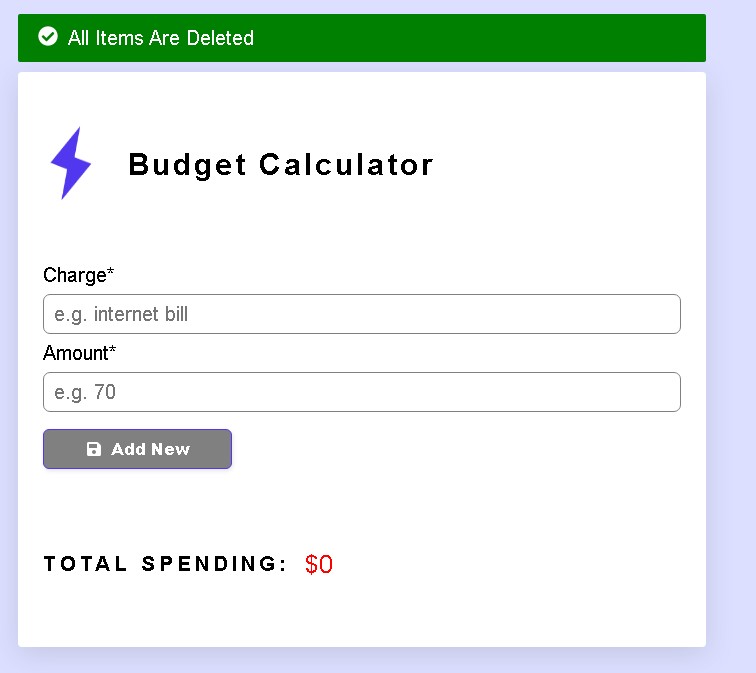 All Items Are Deleted
Budget Calculator
Charge*
e.g. internet bill
Amount*
e.g. 70
Add New
TOTAL SPENDING: $0